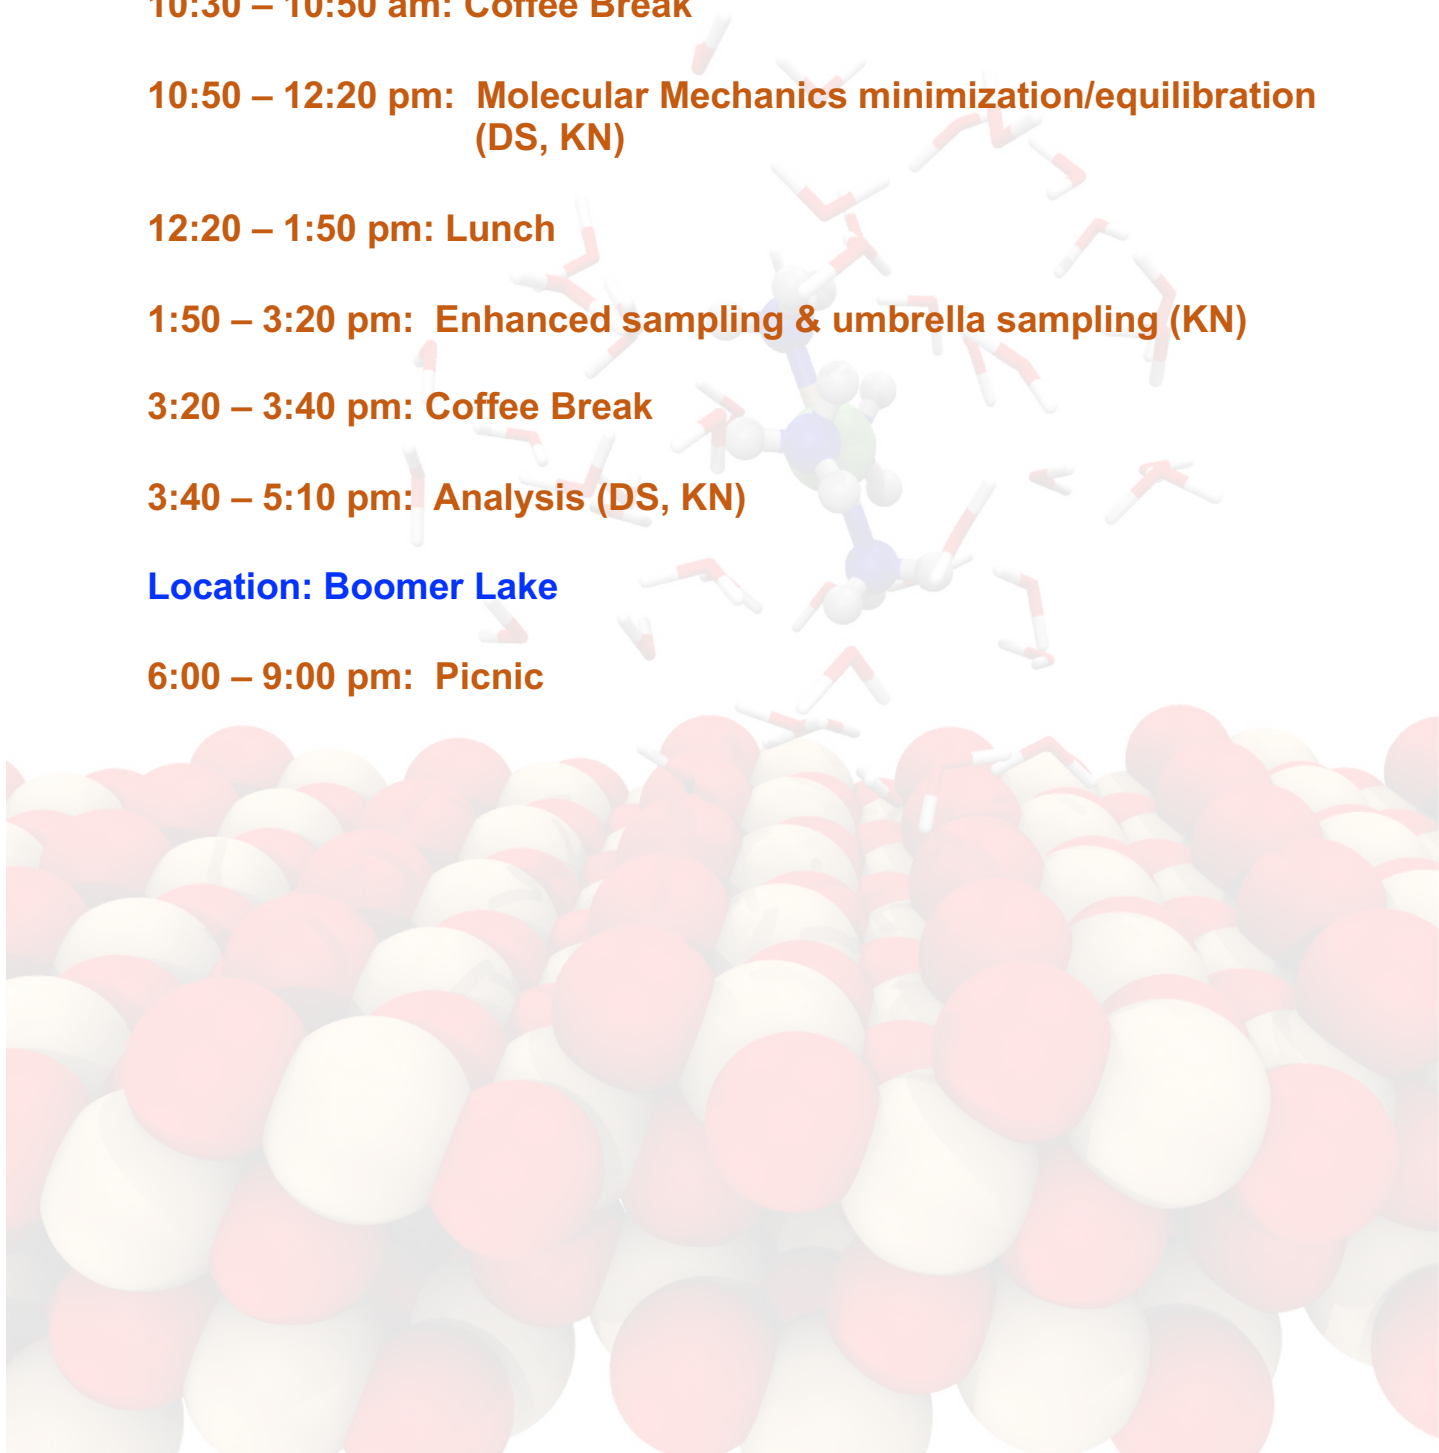 10:30 – 10:50 am: Coffee Break
10:50 – 12:20 pm: Molecular Mechanics minimization/equilibration
(DS, KN)
12:20 – 1:50 pm: Lunch
1:50 – 3:20 pm: Enhanced sampling & umbrella sampling (KN)
3:20 – 3:40 pm: Coffee Break
3:40 – 5:10 pm: Analysis (DS, KN)
Location: Boomer Lake
6:00 – 9:00 pm: Picnic